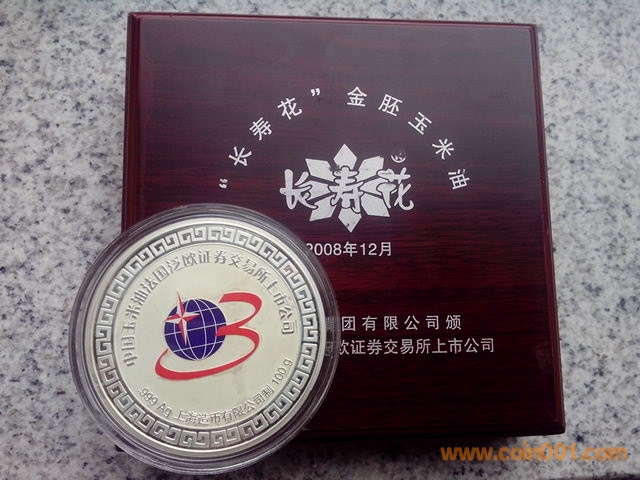 “长寿花”金胚玉米油
长寿花
2008年12月
集团有限公司颁
欧证券交易所上市公司
中国玉米油法国泛欧证券交易所上市公司
.999 Ag 上海造币有限公司制 100g
www.coin001.com